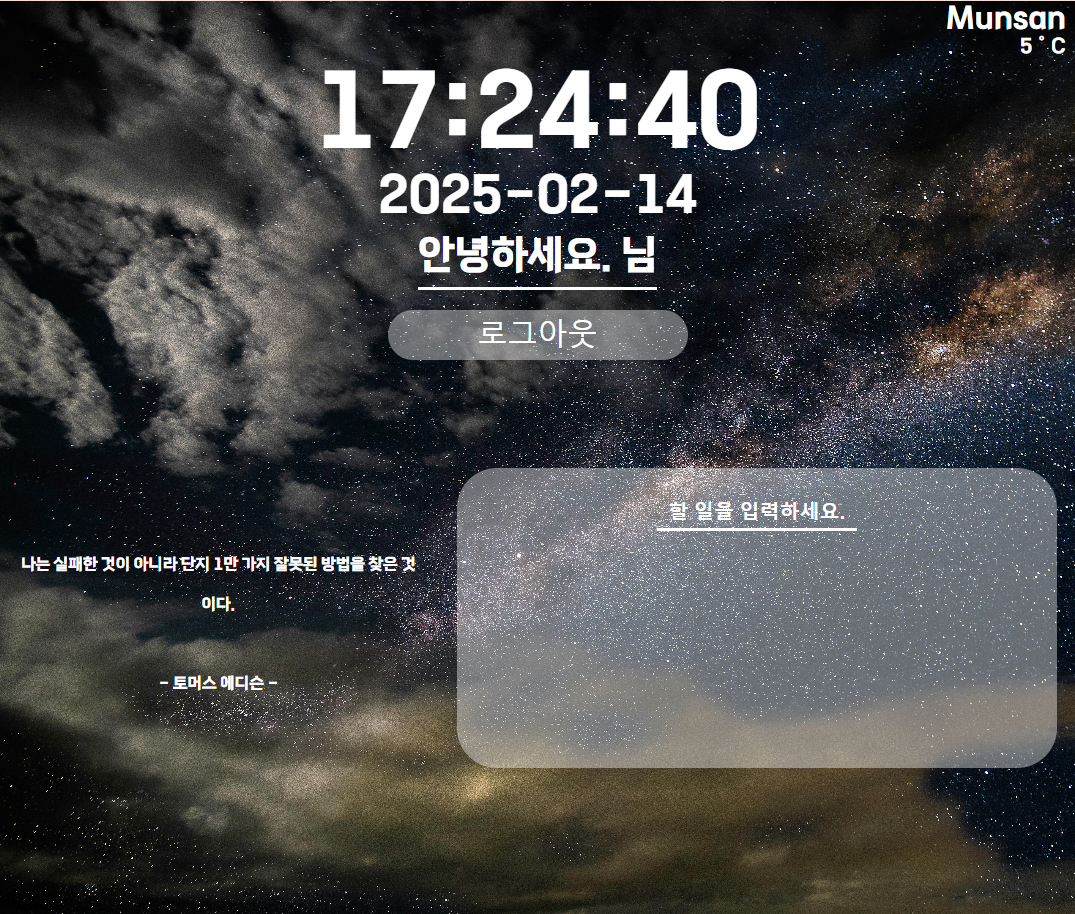 Munsan
5˚C
17:24:40
2025-02-14
안녕하세요. 님
로그아웃
할 일을 입력하세요.
나는 실패한 것이 아니라 단지 1만 가지 잘못된 방법을 찾은 것
이다.
- 토머스 에디슨 -